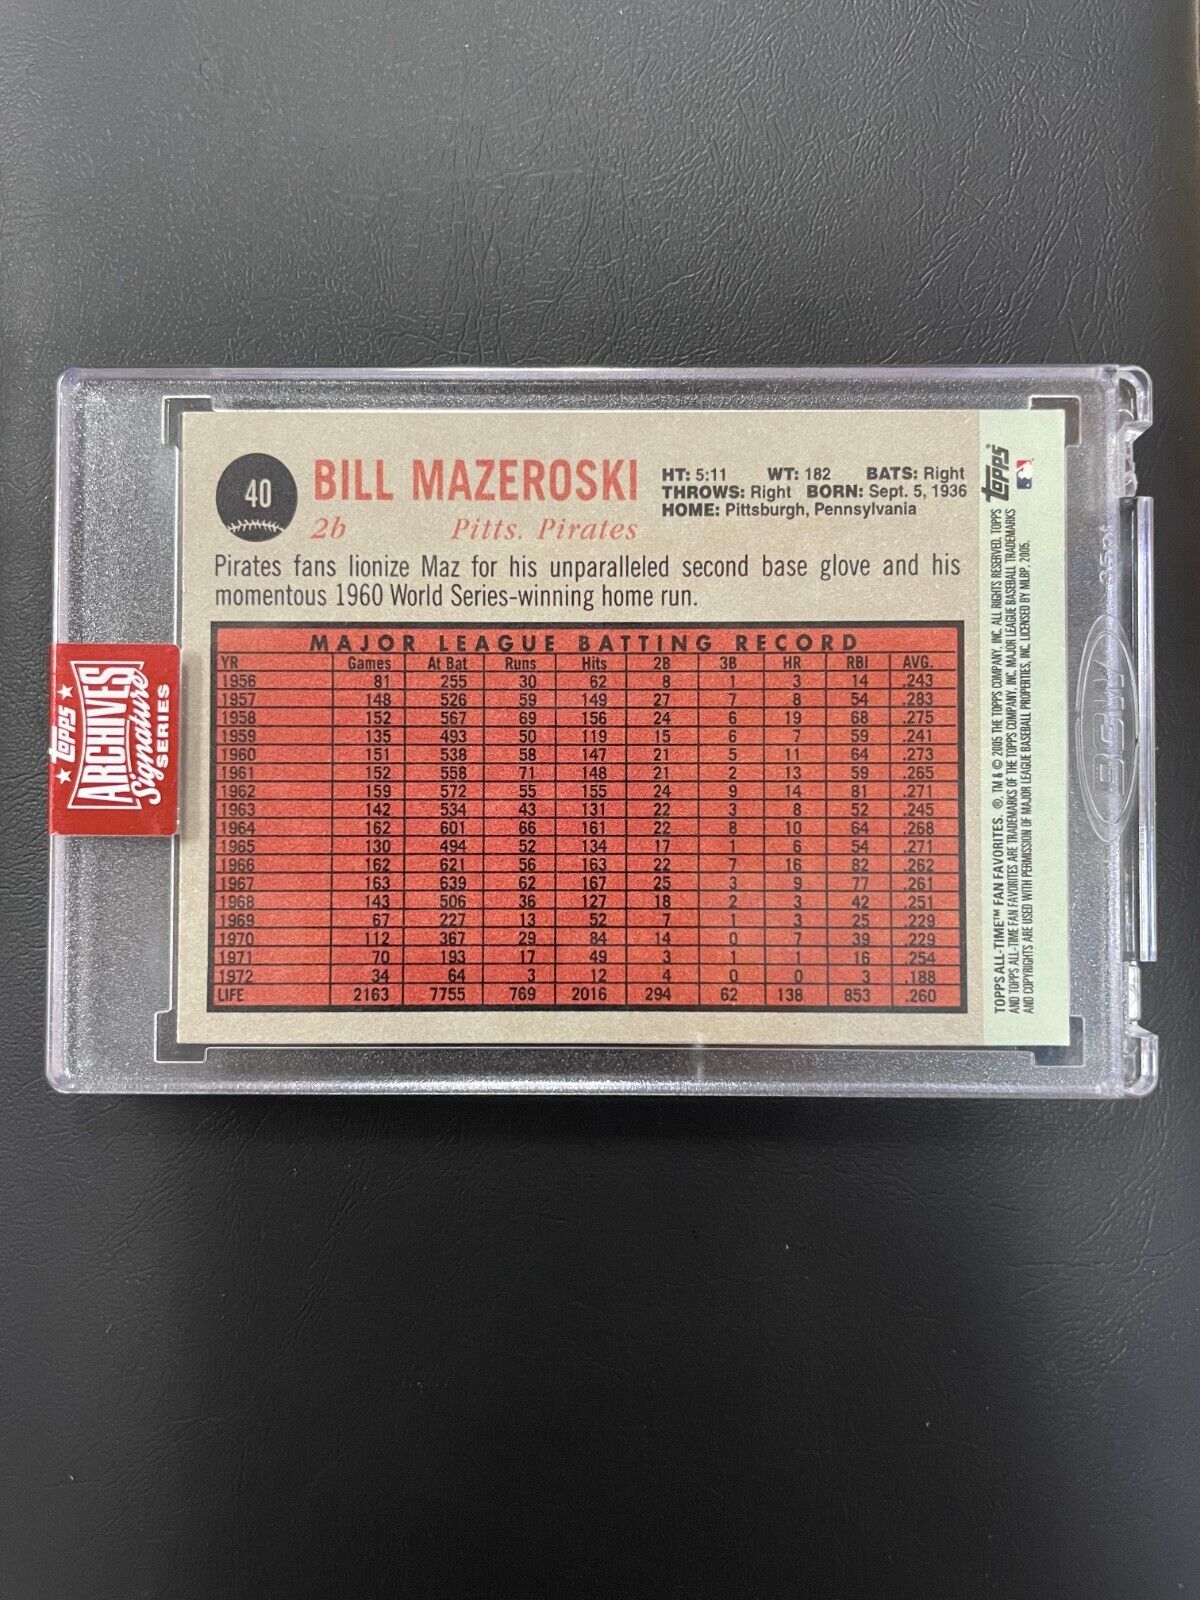 40
BILL MAZEROSKI
2b Pitts. Pirates
HT: 5:11 WT: 182 BATS: Right
THROWS: Right BORN: Sept. 5, 1936
HOME: Pittsburgh, Pennsylvania
Pirates fans lionize Maz for his unparalleled second base glove and his
momentous 1960 World Series-winning home run.
MAJOR LEAGUE BATTING RECORD
YR Games At Bat Runs Hits 2B 3B HR RBI AVG.
1956 81 255 30 62 8 1 3 14 .243
1957 148 526 59 149 27 7 8 54 .283
1958 152 567 69 156 24 6 19 68 .275
1959 135 493 50 119 15 6 7 59 .241
1960 151 538 58 147 21 5 11 64 .273
1961 152 558 71 148 21 2 13 59 .265
1962 159 572 55 155 24 9 14 81 .271
1963 142 534 43 131 22 3 8 52 .245
1964 162 601 66 161 22 8 10 64 .268
1965 130 494 52 134 17 1 6 54 .271
1966 162 621 56 163 22 7 16 82 .262
1967 163 639 62 167 25 3 9 77 .261
1968 143 506 36 127 18 2 3 42 .251
1969 67 227 13 52 7 1 3 25 .229
1970 112 367 29 84 14 0 7 39 .229
1971 70 193 17 49 3 1 1 16 .254
1972 34 64 3 12 4 0 0 3 .188
LIFE 2163 7755 769 2016 294 62 138 853 .260
Topps
TOPPS ALL-TIME™ FAN FAVORITES. ®, TM & © 2005 THE TOPPS COMPANY, INC. ALL RIGHTS RESERVED. TOPPS
AND TOPPS ALL-TIME FAN FAVORITES ARE TRADEMARKS OF THE TOPPS COMPANY, INC. MAJOR LEAGUE BASEBALL TRADEMARKS
AND COPYRIGHTS ARE USED WITH PERMISSION OF MAJOR LEAGUE BASEBALL PROPERTIES, INC. LICENSED BY MLBP, 2005.
Topps
ARCHIVES
Signature
SERIES
BCW